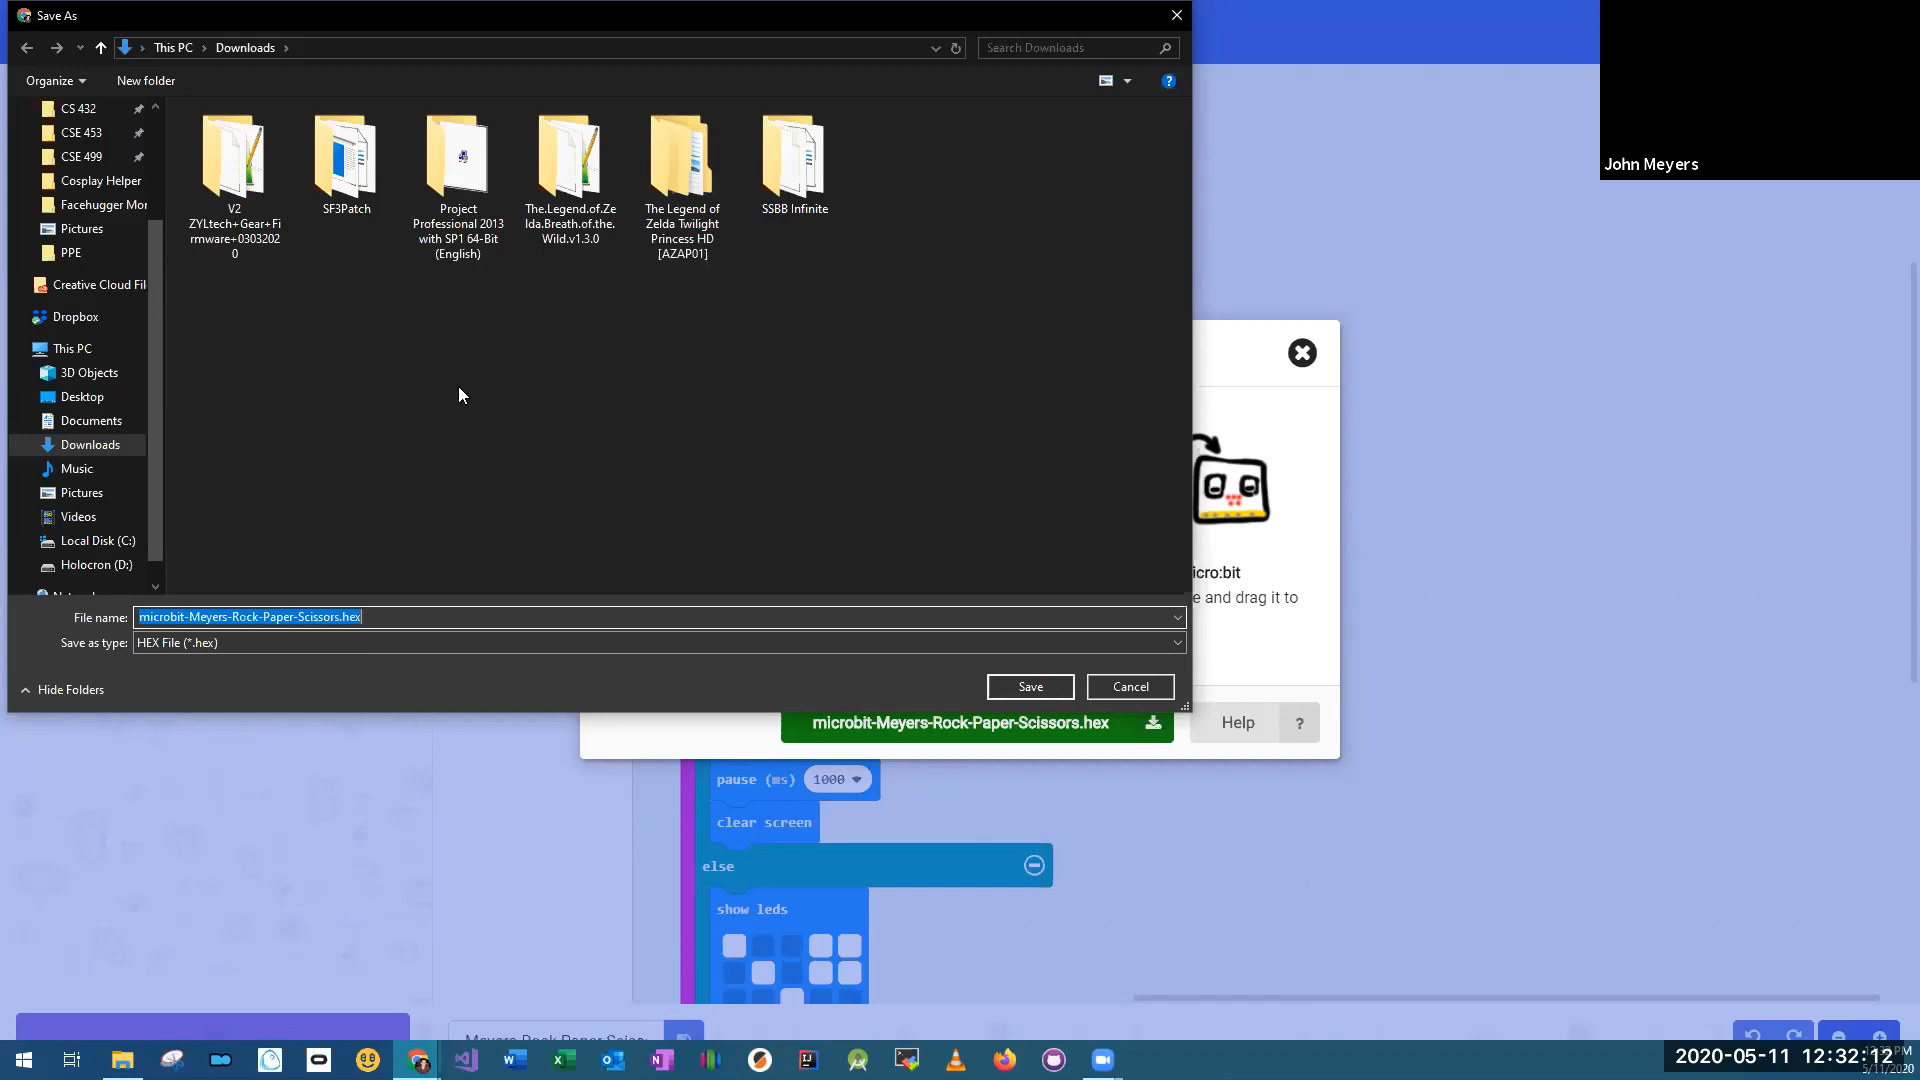 Save As
This PC
Downloads
Search Downloads
Organize
New folder
CS 432
CSE 453
CSE 499
Cosplay Helper
Facehugger Mor
Pictures
PPE
Creative Cloud Fil
Dropbox
This PC
3D Objects
Desktop
Documents
Downloads
Music
Pictures
Videos
Local Disk (C:)
Holocron (D:)
V2
ZYLtech+Gear+Fi
rmware+0303202
0
SF3Patch
Project
Professional 2013
with SP1 64-Bit
(English)
The.Legend.of.Ze
lda.Breath.of.the.
Wild.v1.3.0
The Legend of
Zelda Twilight
Princess HD
[AZAP01]
SSBB Infinite
File name: microbit-Meyers-Rock-Paper-Scissors.hex
Save as type: HEX File (*.hex)
Hide Folders
Save
Cancel
John Meyers
icro:bit
e and drag it to
microbit-Meyers-Rock-Paper-Scissors.hex
Help ?
pause (ms) 1000
clear screen
else
show leds
2020-05-11 12:32:12
5/11/2020